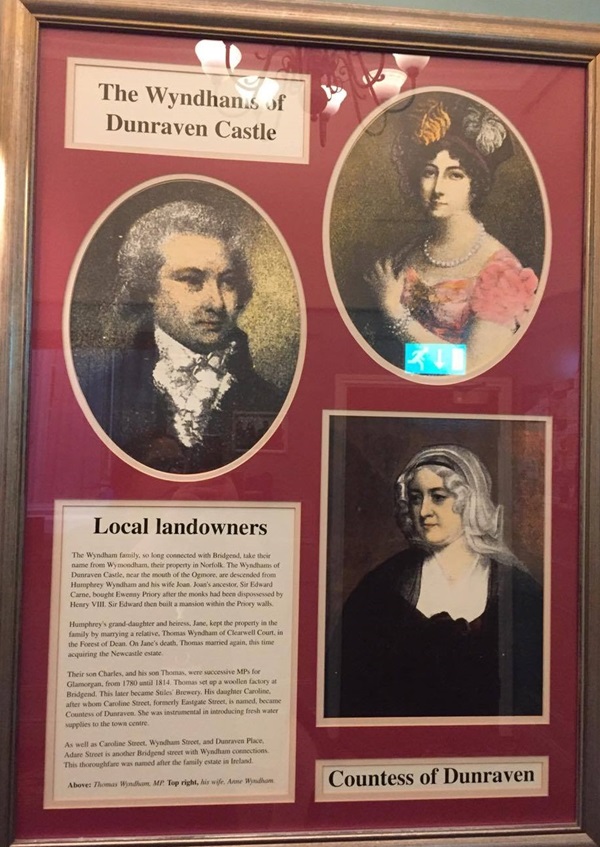 The Wyndhams of
Dunraven Castle
Local landowners
The Wyndham family, so long connected with Bridgend, take their
name from Wymondham, their property in Norfolk. The Wyndhams of
Dunraven Castle, near the mouth of the Ogmore, are descended from
Humphrey Wyndham and his wife Joan. Joan's ancestor, Sir Edward
Carne, bought Ewenny Priory after the monks had been dispossessed by
Henry VIII. Sir Edward then built a mansion within the Priory walls.
Humphrey's grand-daughter and heiress, Jane, kept the property in the
family by marrying a relative, Thomas Wyndham of Clearwell Court, in
the Forest of Dean. On Jane's death, Thomas married again, this time
acquiring the Newcastle estate.
Their son Charles, and his son Thomas, were successive MPs for
Glamorgan, from 1780 until 1814. Thomas set up a woollen factory at
Bridgend. This later became Stiles' Brewery. His daughter Caroline,
after whom Caroline Street, formerly Eastgate Street, is named, became
Countess of Dunraven. She was instrumental in introducing fresh water
supplies to the town centre.
As well as Caroline Street, Wyndham Street, and Dunraven Place,
Adare Street is another Bridgend street with Wyndham connections.
This thoroughfare was named after the family estate in Ireland.
Above: Thomas Wyndham, MP. Top right, his wife, Anne Wyndham.
Countess of Dunraven